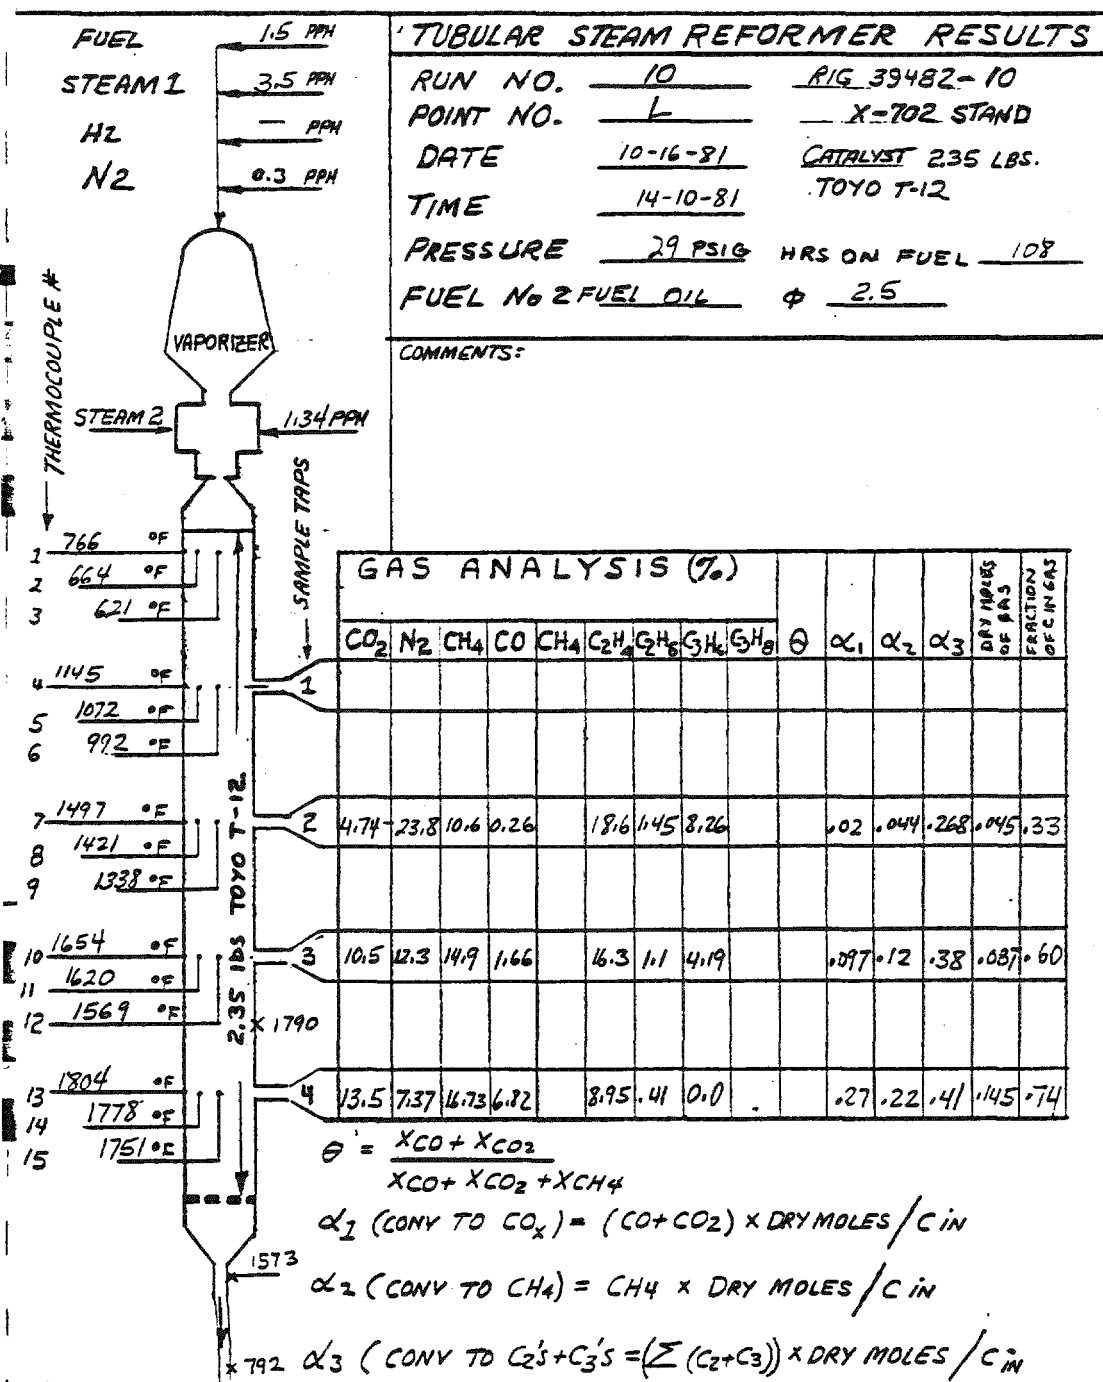 FUEL 1.5 PPH
STEAM 1 3.5 PPH
H2 — PPH
N2 0.3 PPH
TUBULAR STEAM REFORMER RESULTS
RUN NO. 10 RIG 39482-10
POINT NO. L X-702 STAND
DATE 10-16-81 CATALYST 2.35 LBS.
TIME 14-10-81 TOYO T-12
PRESSURE 29 PSIG HRS ON FUEL 108
FUEL No 2 FUEL OIL φ 2.5
COMMENTS:
VAPORIZER
STEAM 2 1.34 PPH
THERMOCOUPLE #
SAMPLE TAPS
1 766 °F
2 664 °F
3 621 °F
4 1145 °F
5 1072 °F
6 992 °F
7 1497 °F
8 1421 °F
9 1338 °F
10 1654 °F
11 1620 °F
12 1569 °F
13 1804 °F
14 1778 °F
15 1751 °F
2.35 lbs TOYO T-12
x 1790
1573
x 792
GAS ANALYSIS (%)
CO2 N2 CH4 CO CH4 C2H4 C2H6 C3H6 C3H8 θ α1 α2 α3 DRY MOLES OF GAS FRACTION OF C IN GAS
1
2 4.74 23.8 10.6 0.26 18.6 1.45 8.26 .02 .044 .268 .045 .33
3 10.5 12.3 14.9 1.66 16.3 1.1 4.19 .097 .12 .38 .087 .60
4 13.5 7.37 16.73 6.82 8.95 .41 0.0 .27 .22 .41 .145 .74
θ = XCO + XCO2
XCO + XCO2 + XCH4
α1 (CONV TO COx) = (CO+CO2) x DRY MOLES / C IN
α2 (CONV TO CH4) = CH4 x DRY MOLES / C IN
α3 (CONV TO C2's+C3's = (Σ (C2+C3)) x DRY MOLES / C IN